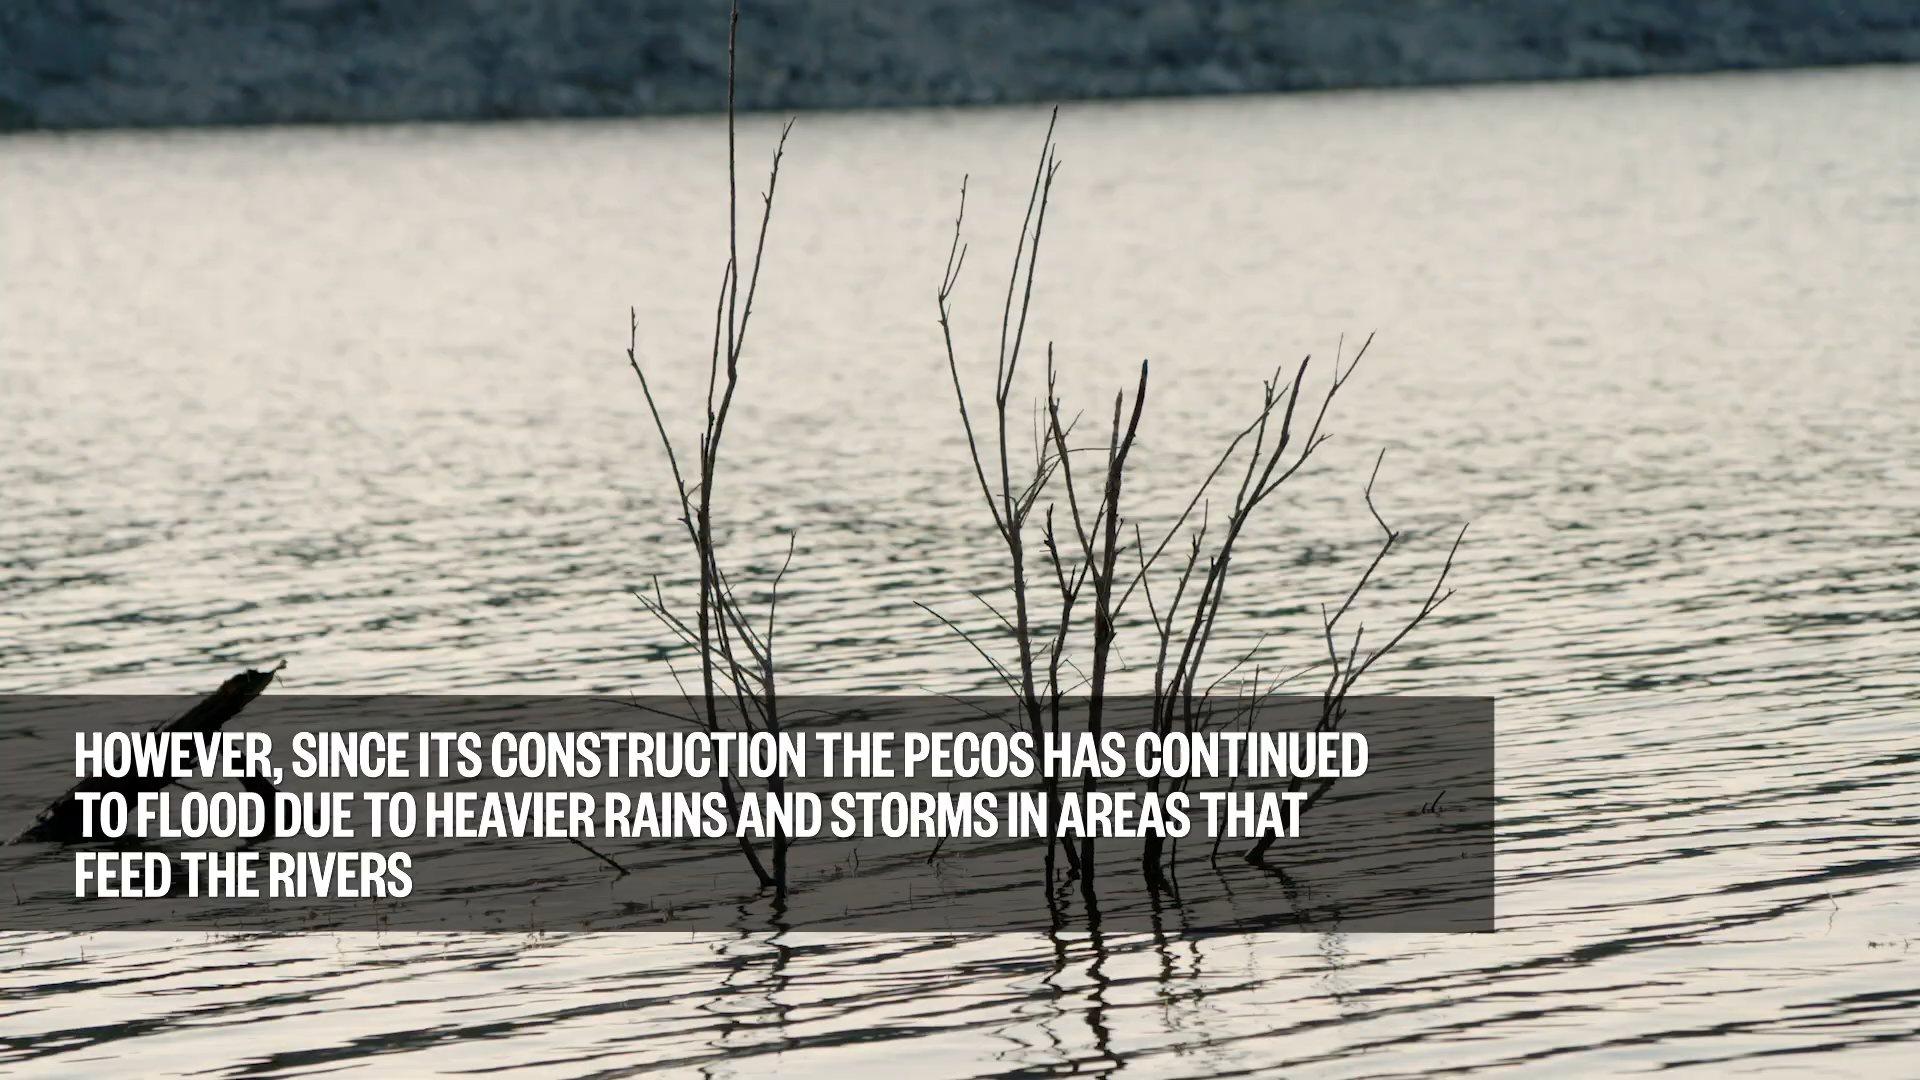 HOWEVER, SINCE ITS CONSTRUCTION THE PECOS HAS CONTINUED
TO FLOOD DUE TO HEAVIER RAINS AND STORMS IN AREAS THAT
FEED THE RIVERS